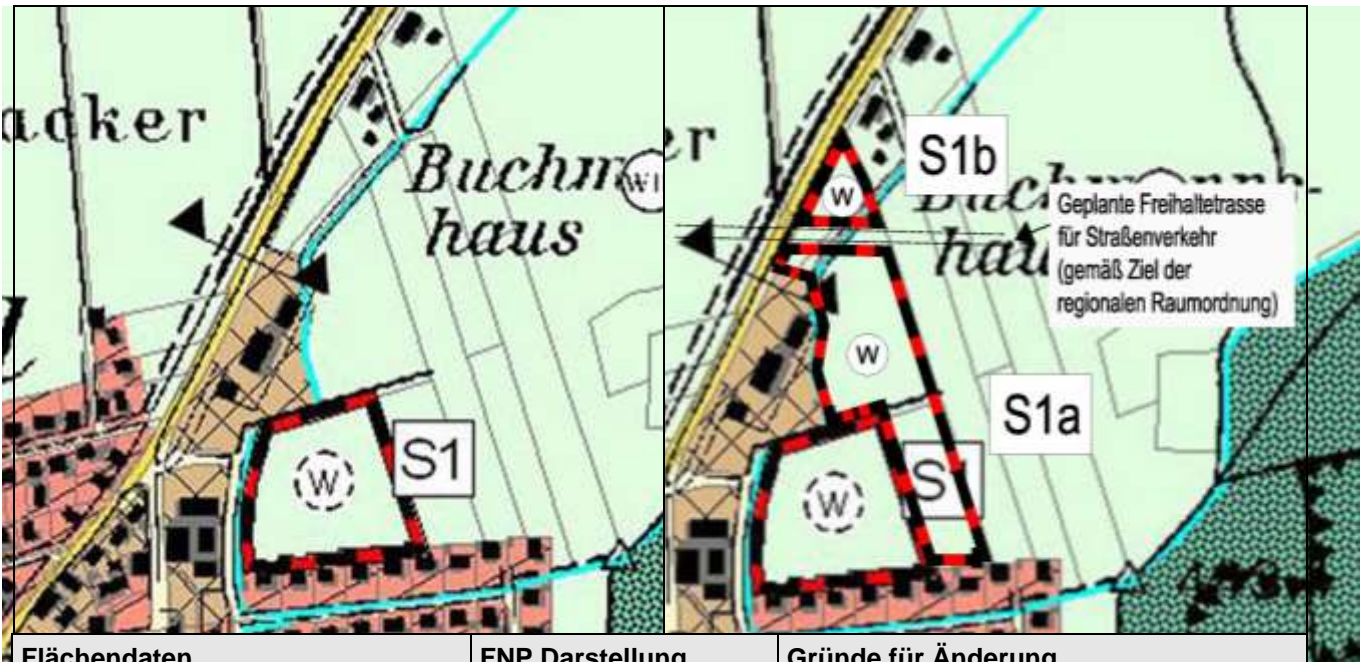 acker
Buchm
haus
S1
W
S1b
W
Geplante Freihaltetrasse
für Straßenverkehr
(gemäß Ziel der
regionalen Raumordnung)
hau
W
S1a
S1
W
Flächendaten
FNP Darstellung
Gründe für Änderung